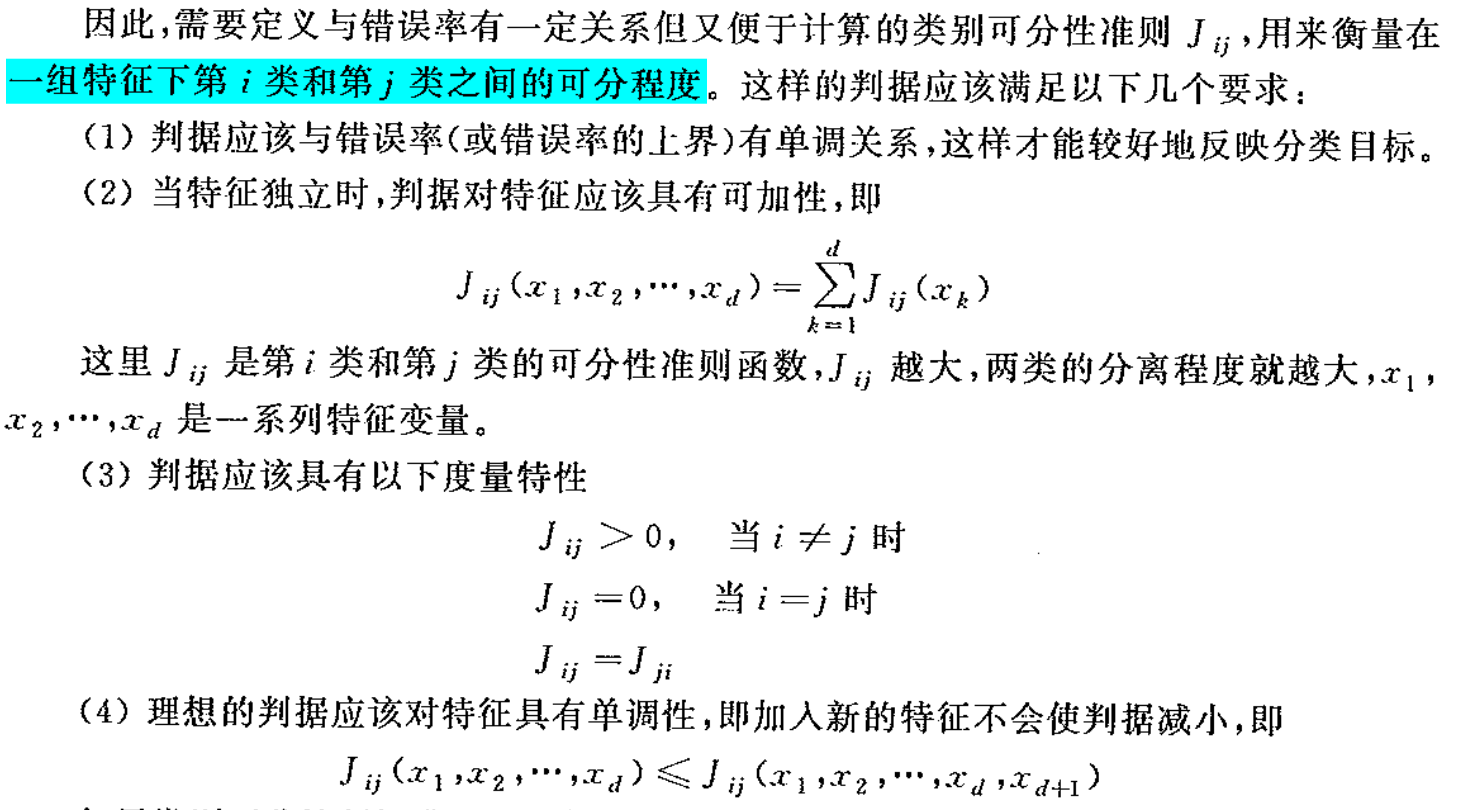 因此,需要定义与错误率有一定关系但又便于计算的类别可分性准则 J_{ij},用来衡量在
一组特征下第 i 类和第 j 类之间的可分程度。这样的判据应该满足以下几个要求:
(1) 判据应该与错误率(或错误率的上界)有单调关系,这样才能较好地反映分类目标。
(2) 当特征独立时,判据对特征应该具有可加性,即
J_{ij}(x_1,x_2,⋯,x_d)=∑_{k=1}^{d}J_{ij}(x_k)
这里 J_{ij} 是第 i 类和第 j 类的可分性准则函数,J_{ij} 越大,两类的分离程度就越大,x_1,
x_2,⋯,x_d 是一系列特征变量。
(3) 判据应该具有以下度量特性
J_{ij}>0, 当 i≠j 时
J_{ij}=0, 当 i=j 时
J_{ij}=J_{ji}
(4) 理想的判据应该对特征具有单调性,即加入新的特征不会使判据减小,即
J_{ij}(x_1,x_2,⋯,x_d)≤J_{ij}(x_1,x_2,⋯,x_d,x_{d+1})